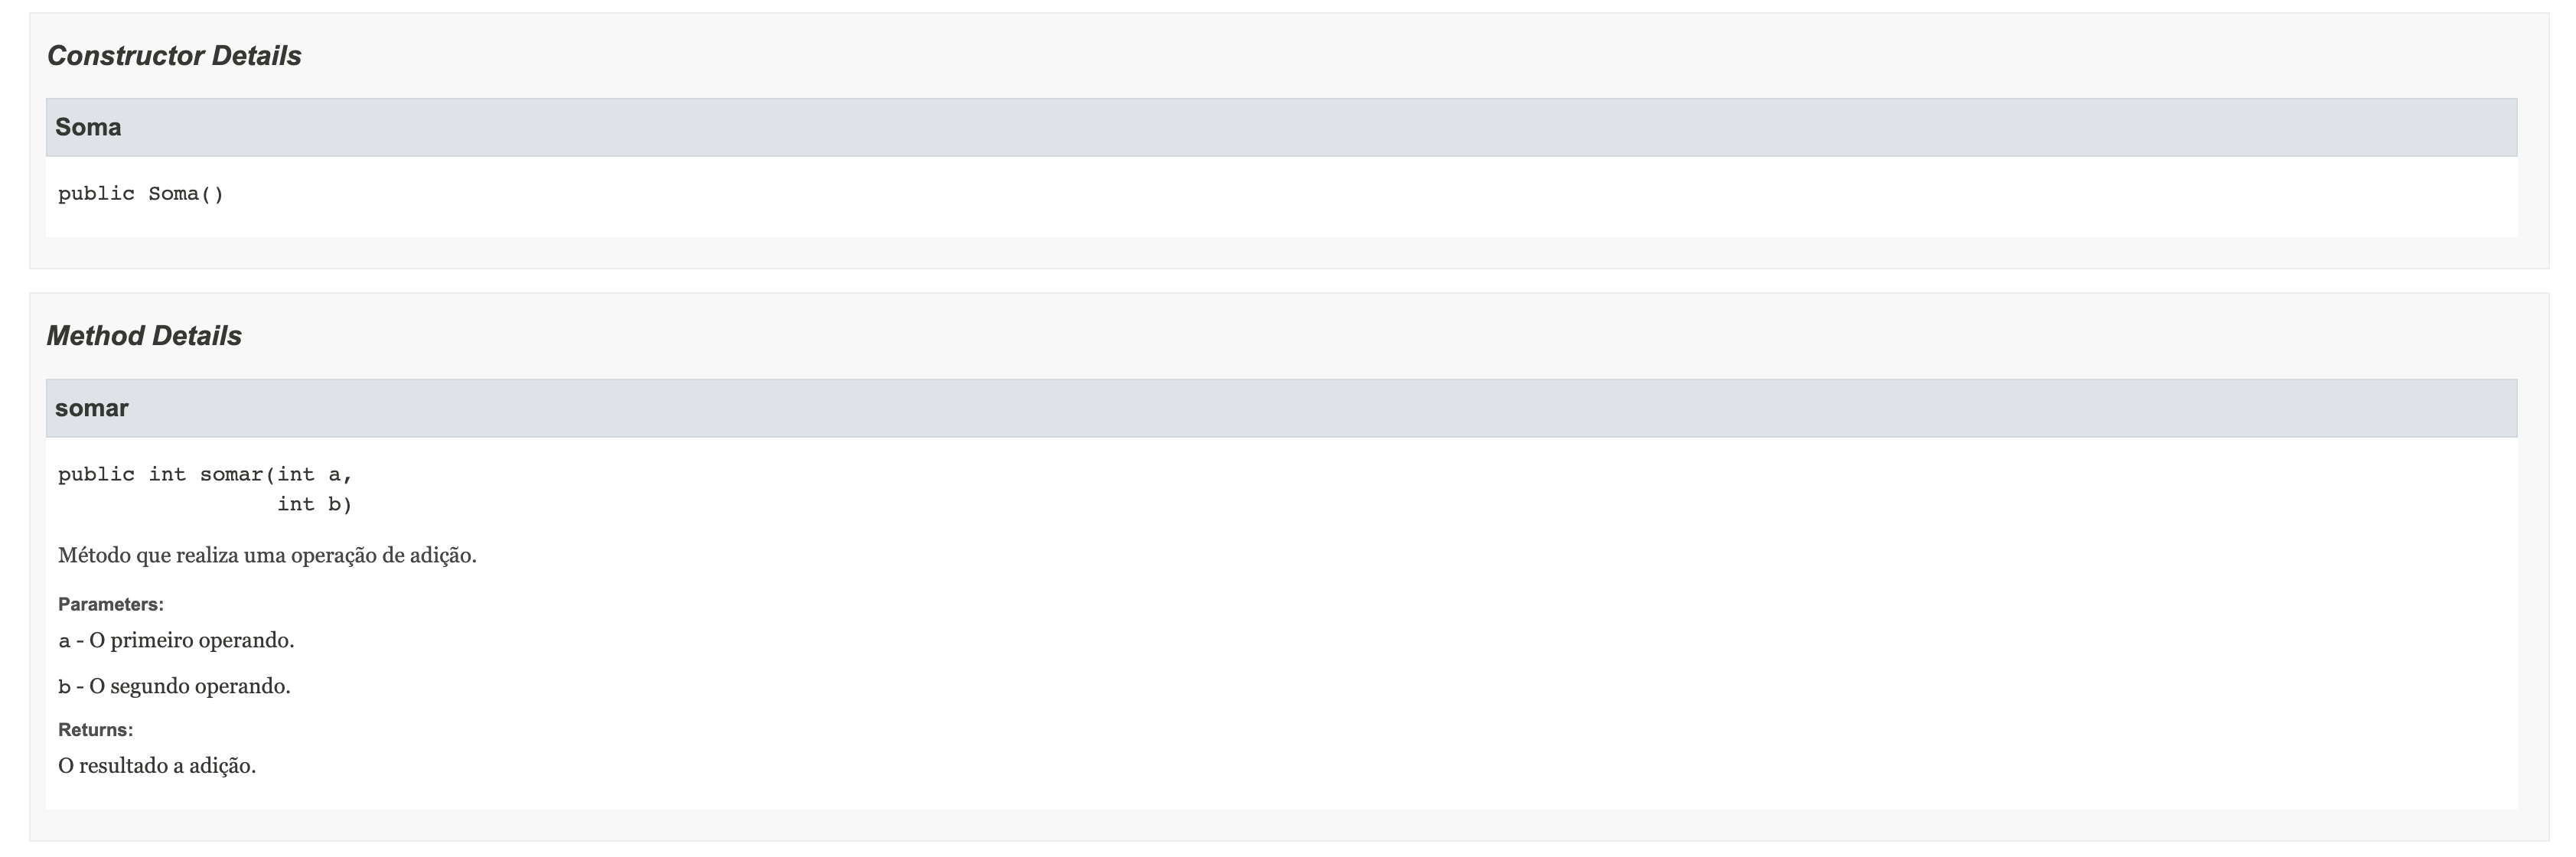 Constructor Details
Soma
public Soma()
Method Details
somar
public int somar(int a,
int b)
Método que realiza uma operação de adição.
Parameters:
a - O primeiro operando.
b - O segundo operando.
Returns:
O resultado a adição.